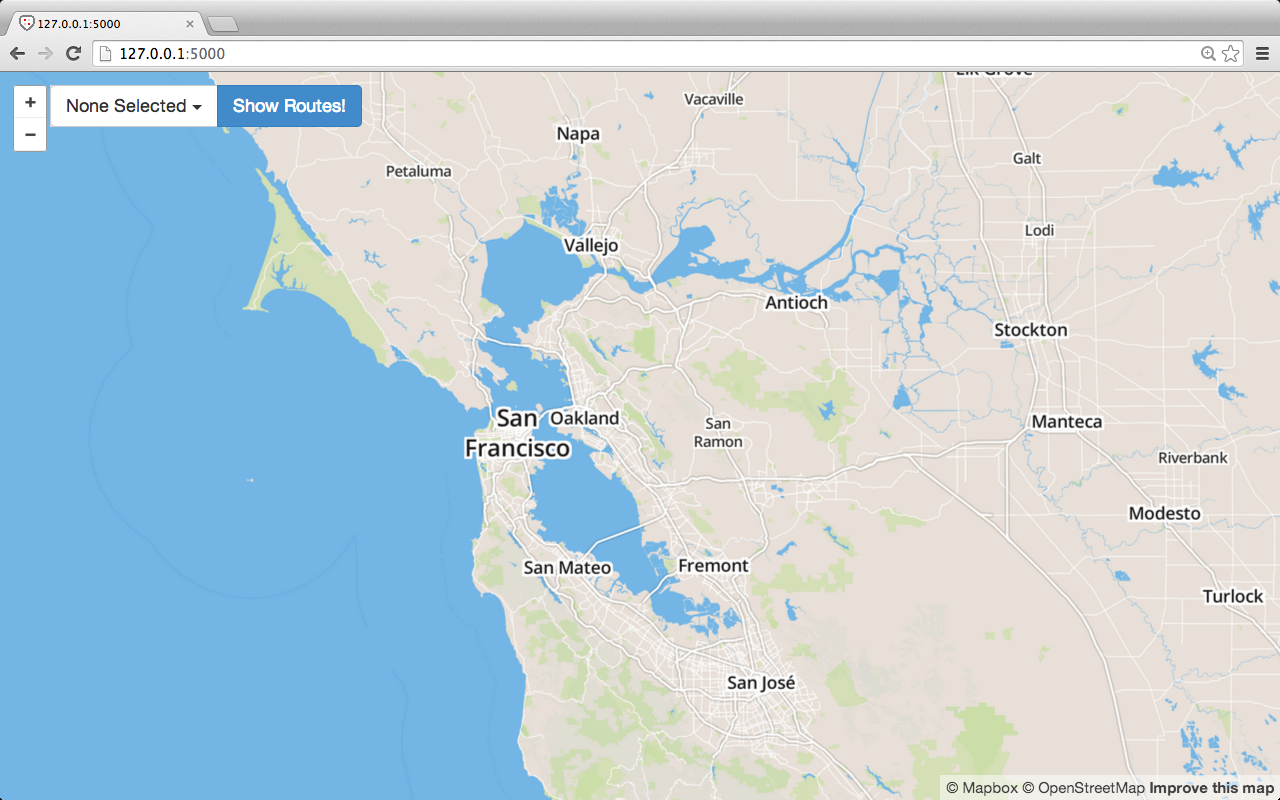 127.0.0.1:5000
127.0.0.1:5000
+
−
None Selected
Show Routes!
Elk Grove
Vacaville
Napa
Petaluma
Galt
Lodi
Vallejo
Antioch
Stockton
San
Francisco
Oakland
San
Ramon
Manteca
Riverbank
Modesto
San Mateo
Fremont
Turlock
San José
© Mapbox © OpenStreetMap Improve this map